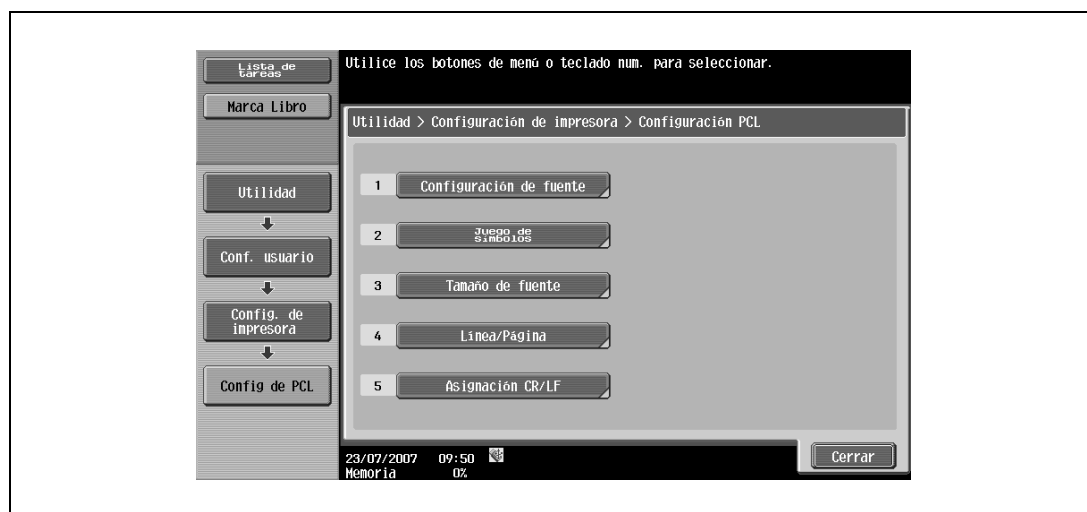 Lista de
tareas
Marca Libro
Utilidad
Conf. usuario
Config. de
impresora
Config de PCL
Utilice los botones de menú o teclado num. para seleccionar.
Utilidad > Configuración de impresora > Configuración PCL
1 Configuración de fuente
2 Juego de
símbolos
3 Tamaño de fuente
4 Línea/Página
5 Asignación CR/LF
23/07/2007 09:50
Memoria 0%
Cerrar